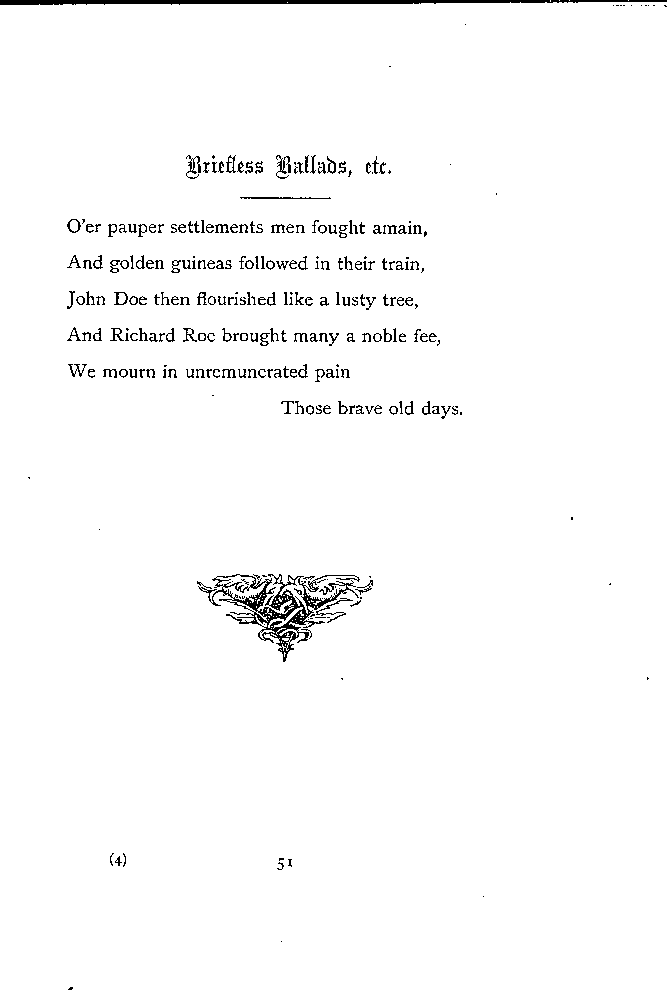 Briefless Ballads, etc.
O'er pauper settlements men fought amain,
And golden guineas followed in their train,
John Doe then flourished like a lusty tree,
And Richard Roe brought many a noble fee,
We mourn in unremunerated pain
Those brave old days.
(4) 51